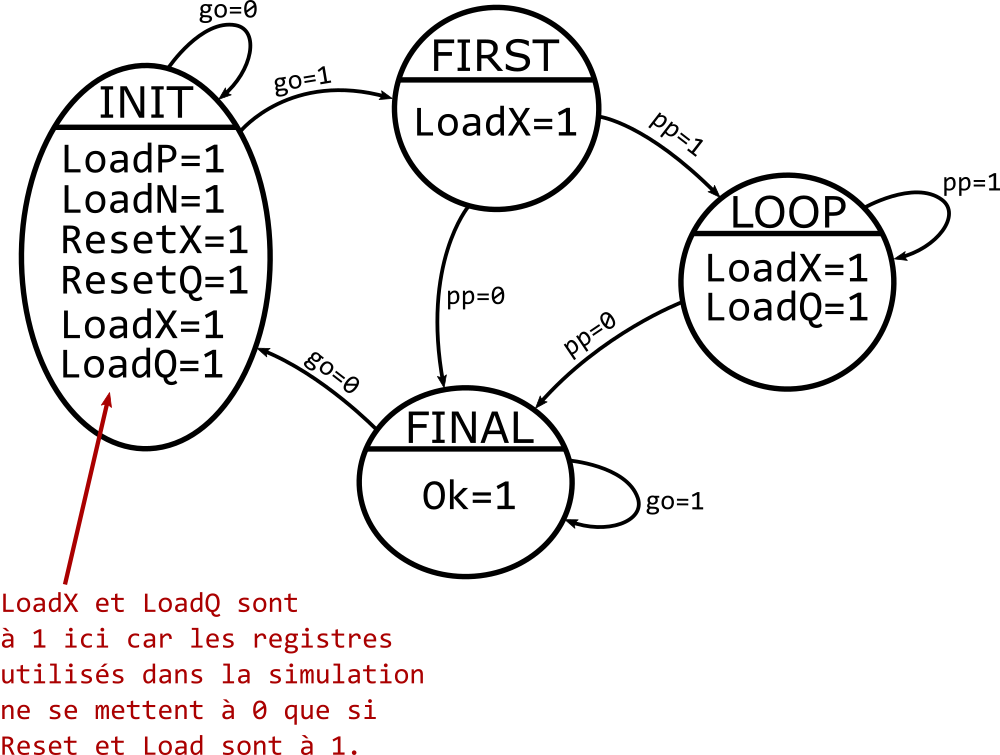 go=0
go=1
INIT
LoadP=1
LoadN=1
ResetX=1
ResetQ=1
LoadX=1
LoadQ=1
FIRST
LoadX=1
pp=1
pp=0
LOOP
LoadX=1
LoadQ=1
pp=1
pp=0
go=0
FINAL
Ok=1
go=1
LoadX et LoadQ sont
à 1 ici car les registres
utilisés dans la simulation
ne se mettent à 0 que si
Reset et Load sont à 1.